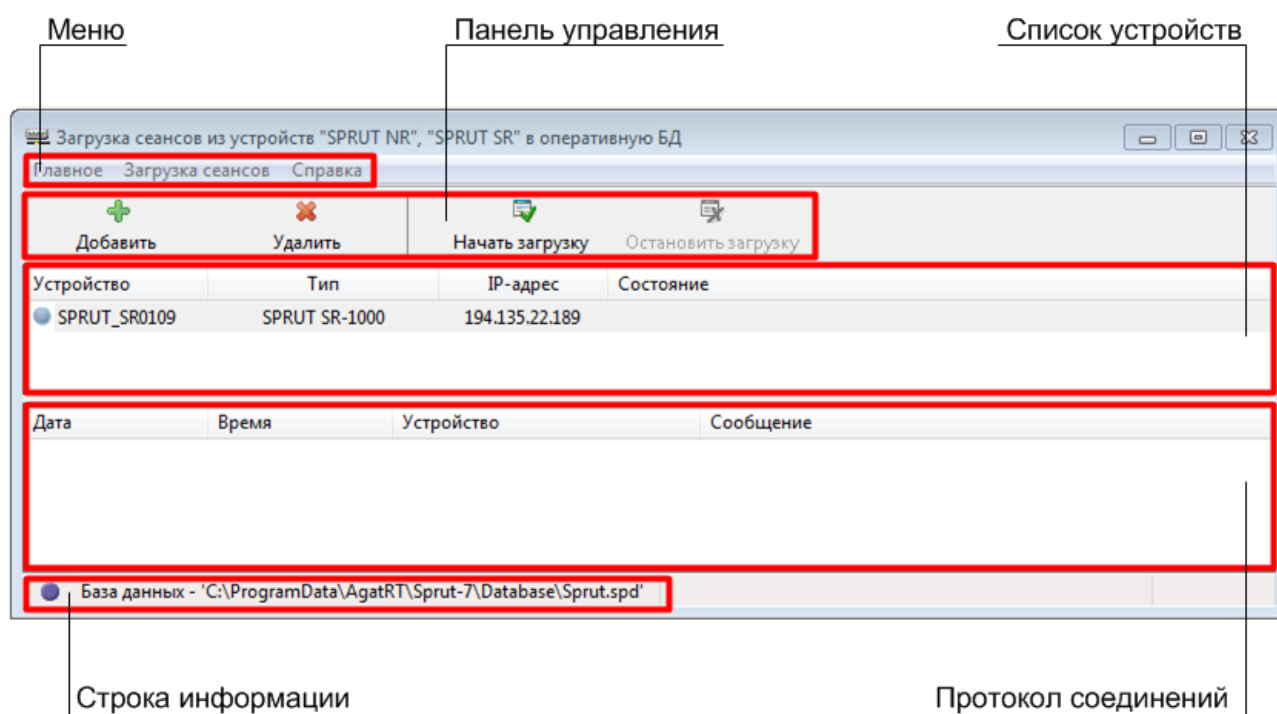 Меню Панель управления Список устройств
Загрузка сеансов из устройств "SPRUT NR", "SPRUT SR" в оперативную БД
Главное Загрузка сеансов Справка
Добавить Удалить Начать загрузку Остановить загрузку
Устройство Тип IP-адрес Состояние
SPRUT_SR0109 SPRUT SR-1000 194.135.22.189
Дата Время Устройство Сообщение
База данных - 'C:\ProgramData\AgatRT\Sprut-7\Database\Sprut.spd'
Строка информации Протокол соединений